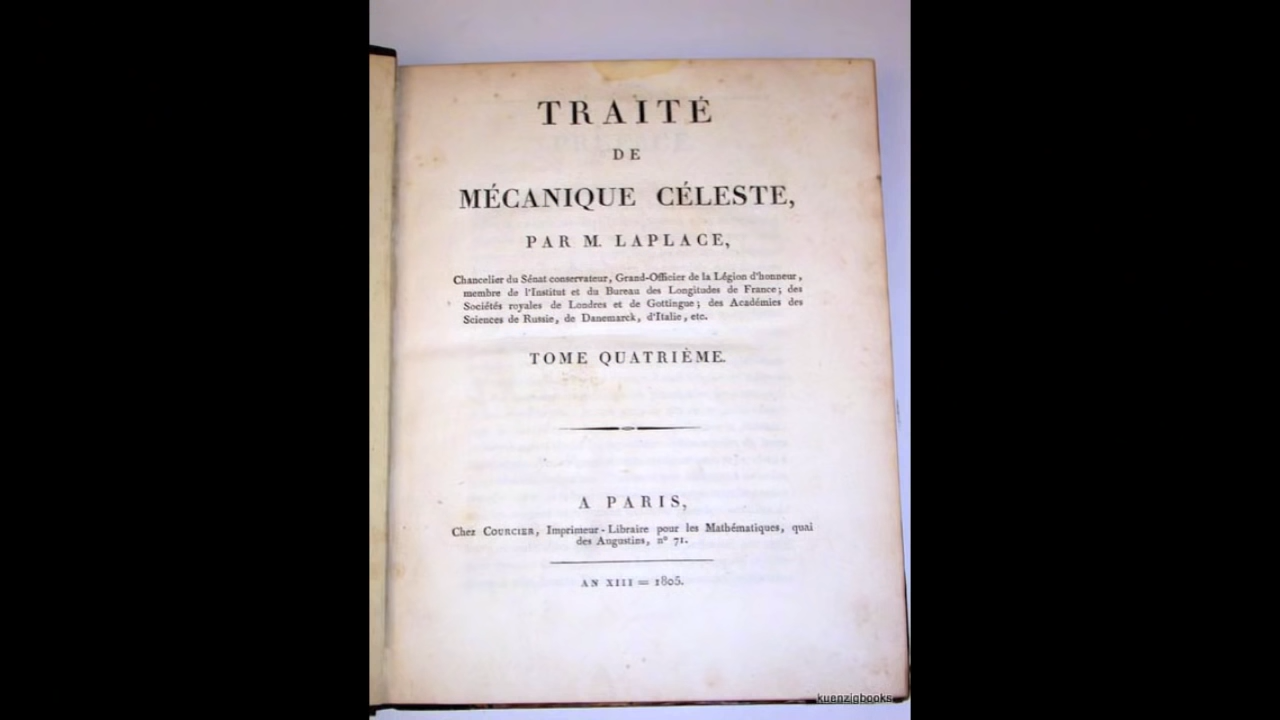 TRAITÉ
DE
MÉCANIQUE CÉLESTE,
PAR M. LAPLACE,
Chancelier du Sénat conservateur, Grand-Officier de la Légion d'honneur,
membre de l'Institut et du Bureau des Longitudes de France; des
Sociétés royales de Londres et de Gottingue; des Académies des
Sciences de Russie, de Danemarck, d'Italie, etc.
TOME QUATRIÈME.
A PARIS,
Chez COURCIER, Imprimeur-Libraire pour les Mathématiques, quai
des Augustins, n° 71.
AN XIII = 1805.
kuenzigbooks